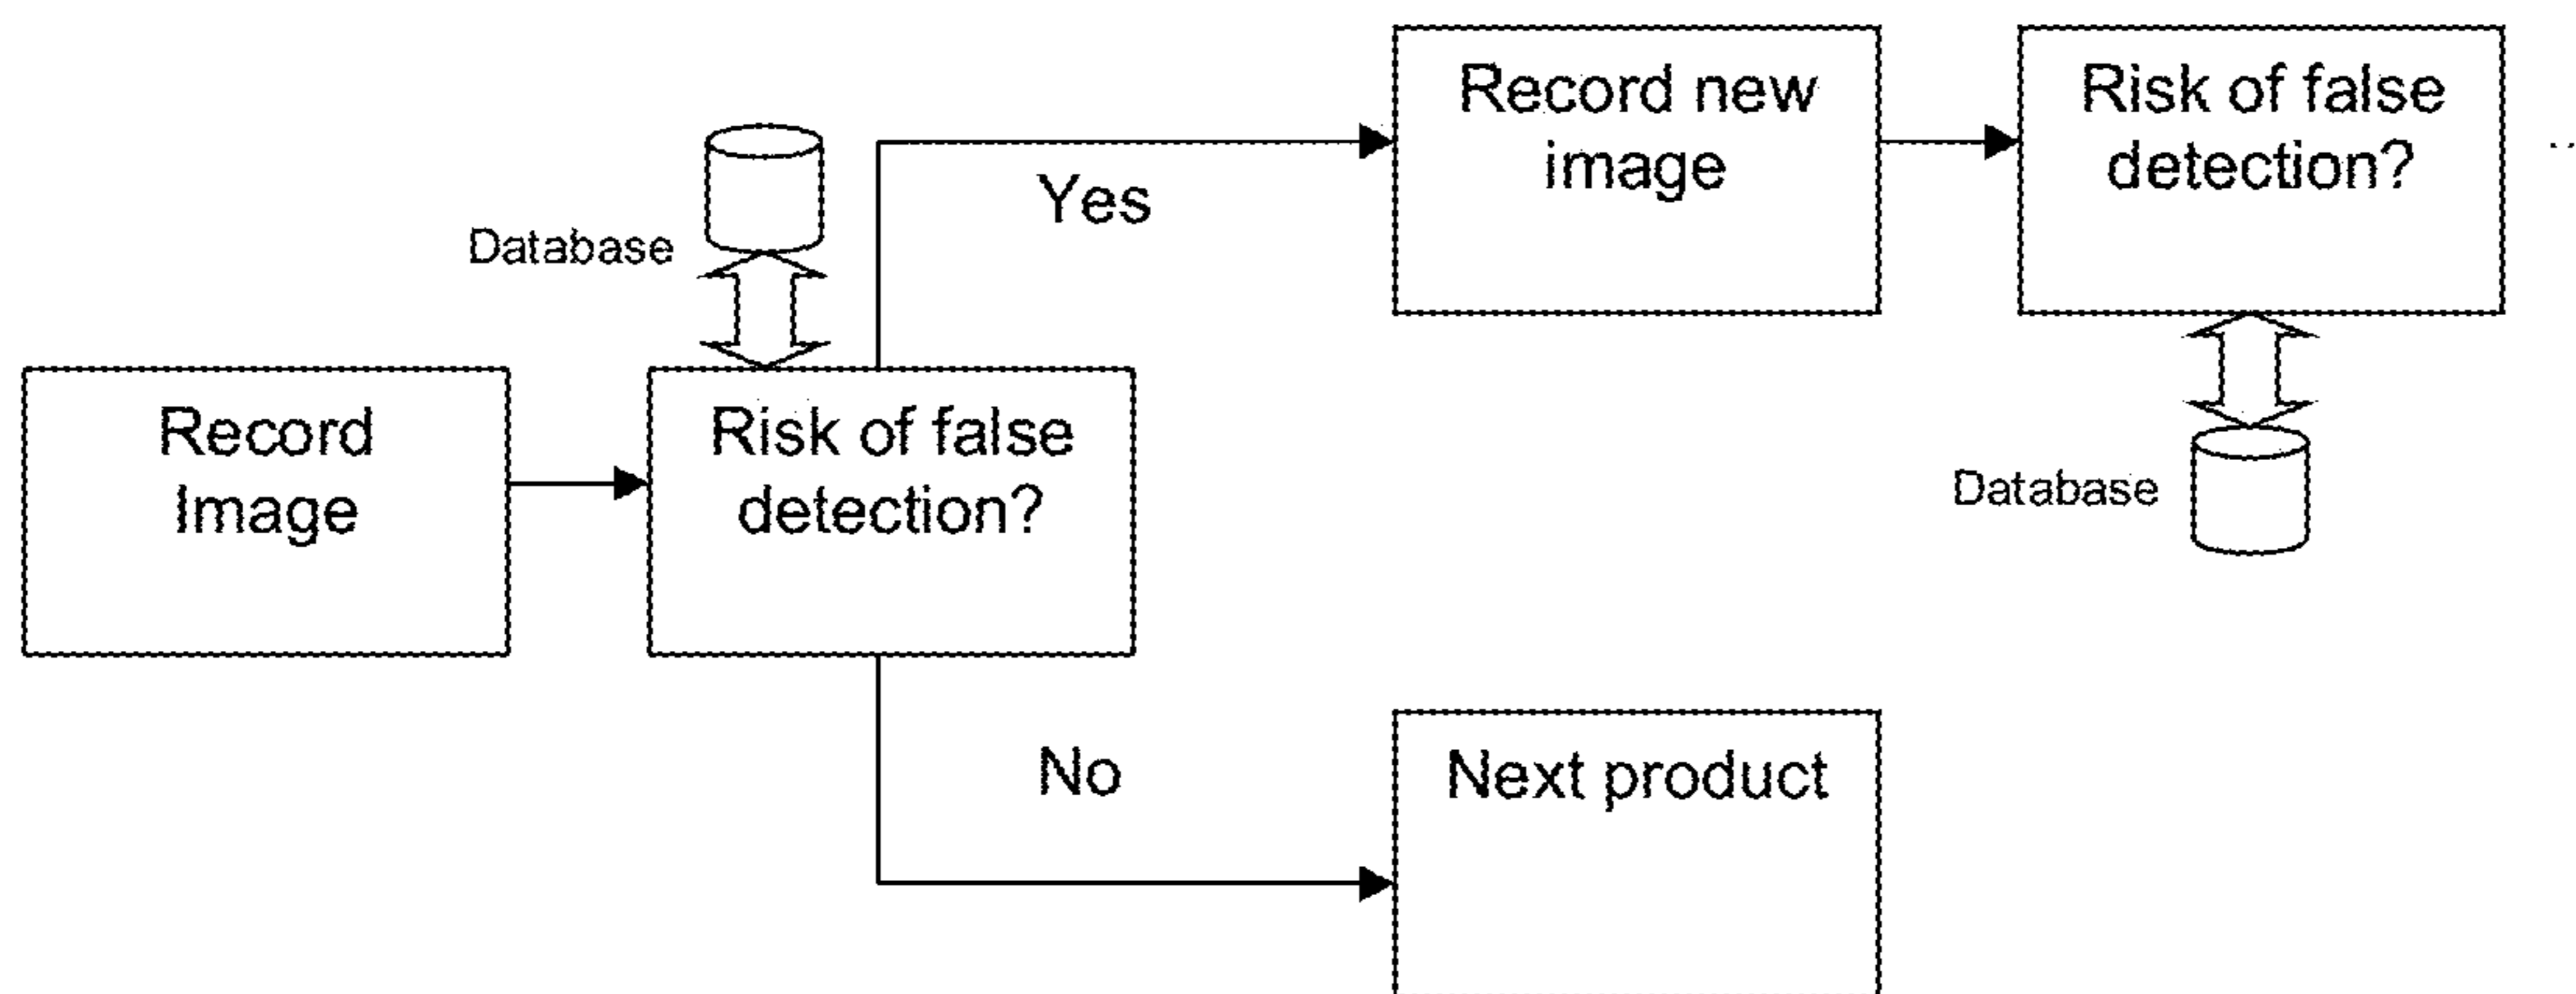 Record new
image
Risk of false
detection?
Yes
Database
Record
Image
Risk of false
detection?
Database
No
Next product